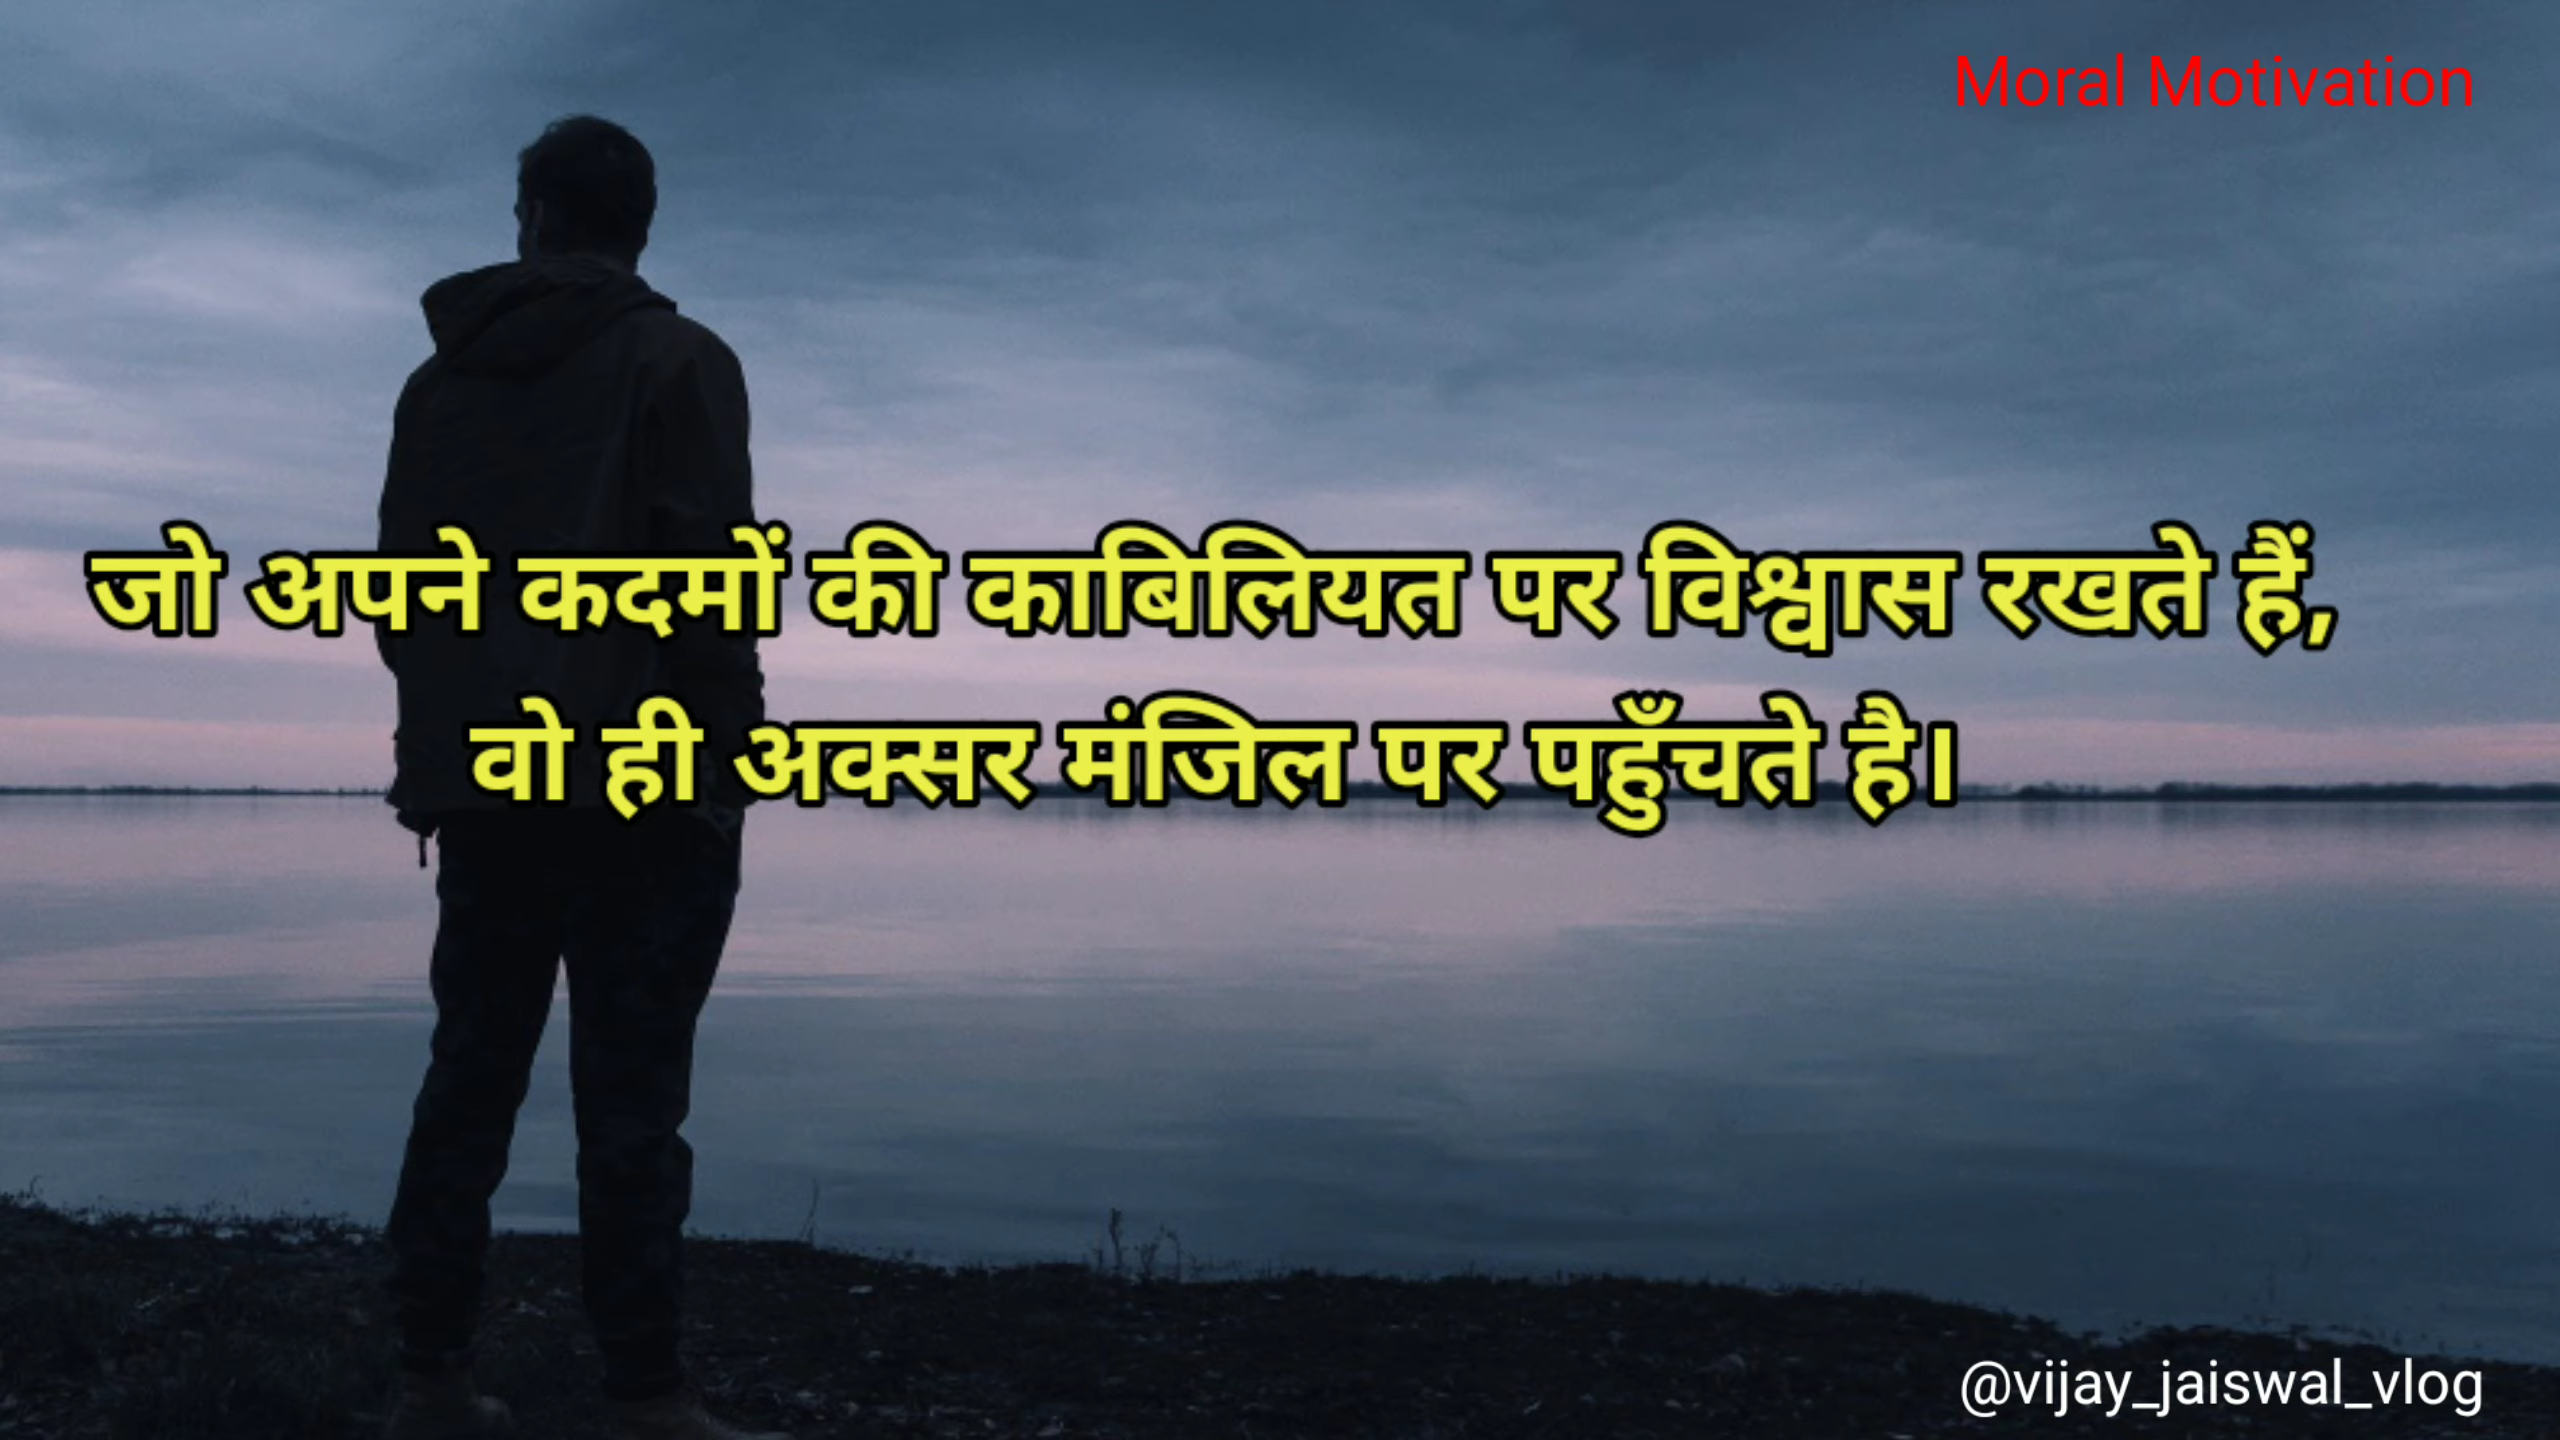 Moral Motivation
जो अपने कदमों की काबिलियत पर विश्वास रखते हैं,
वो ही अक्सर मंजिल पर पहुँचते है।
@vijay_jaiswal_vlog